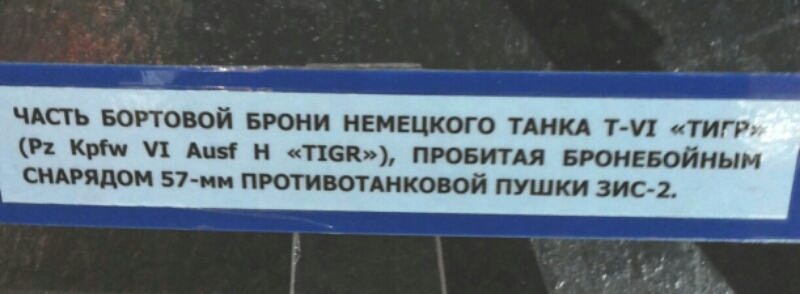 ЧАСТЬ БОРТОВОЙ БРОНИ НЕМЕЦКОГО ТАНКА Т-VI «ТИГР»
(Pz Kpfw VI Ausf H «TIGR»), ПРОБИТАЯ БРОНЕБОЙНЫМ
СНАРЯДОМ 57-мм ПРОТИВОТАНКОВОЙ ПУШКИ ЗИС-2.